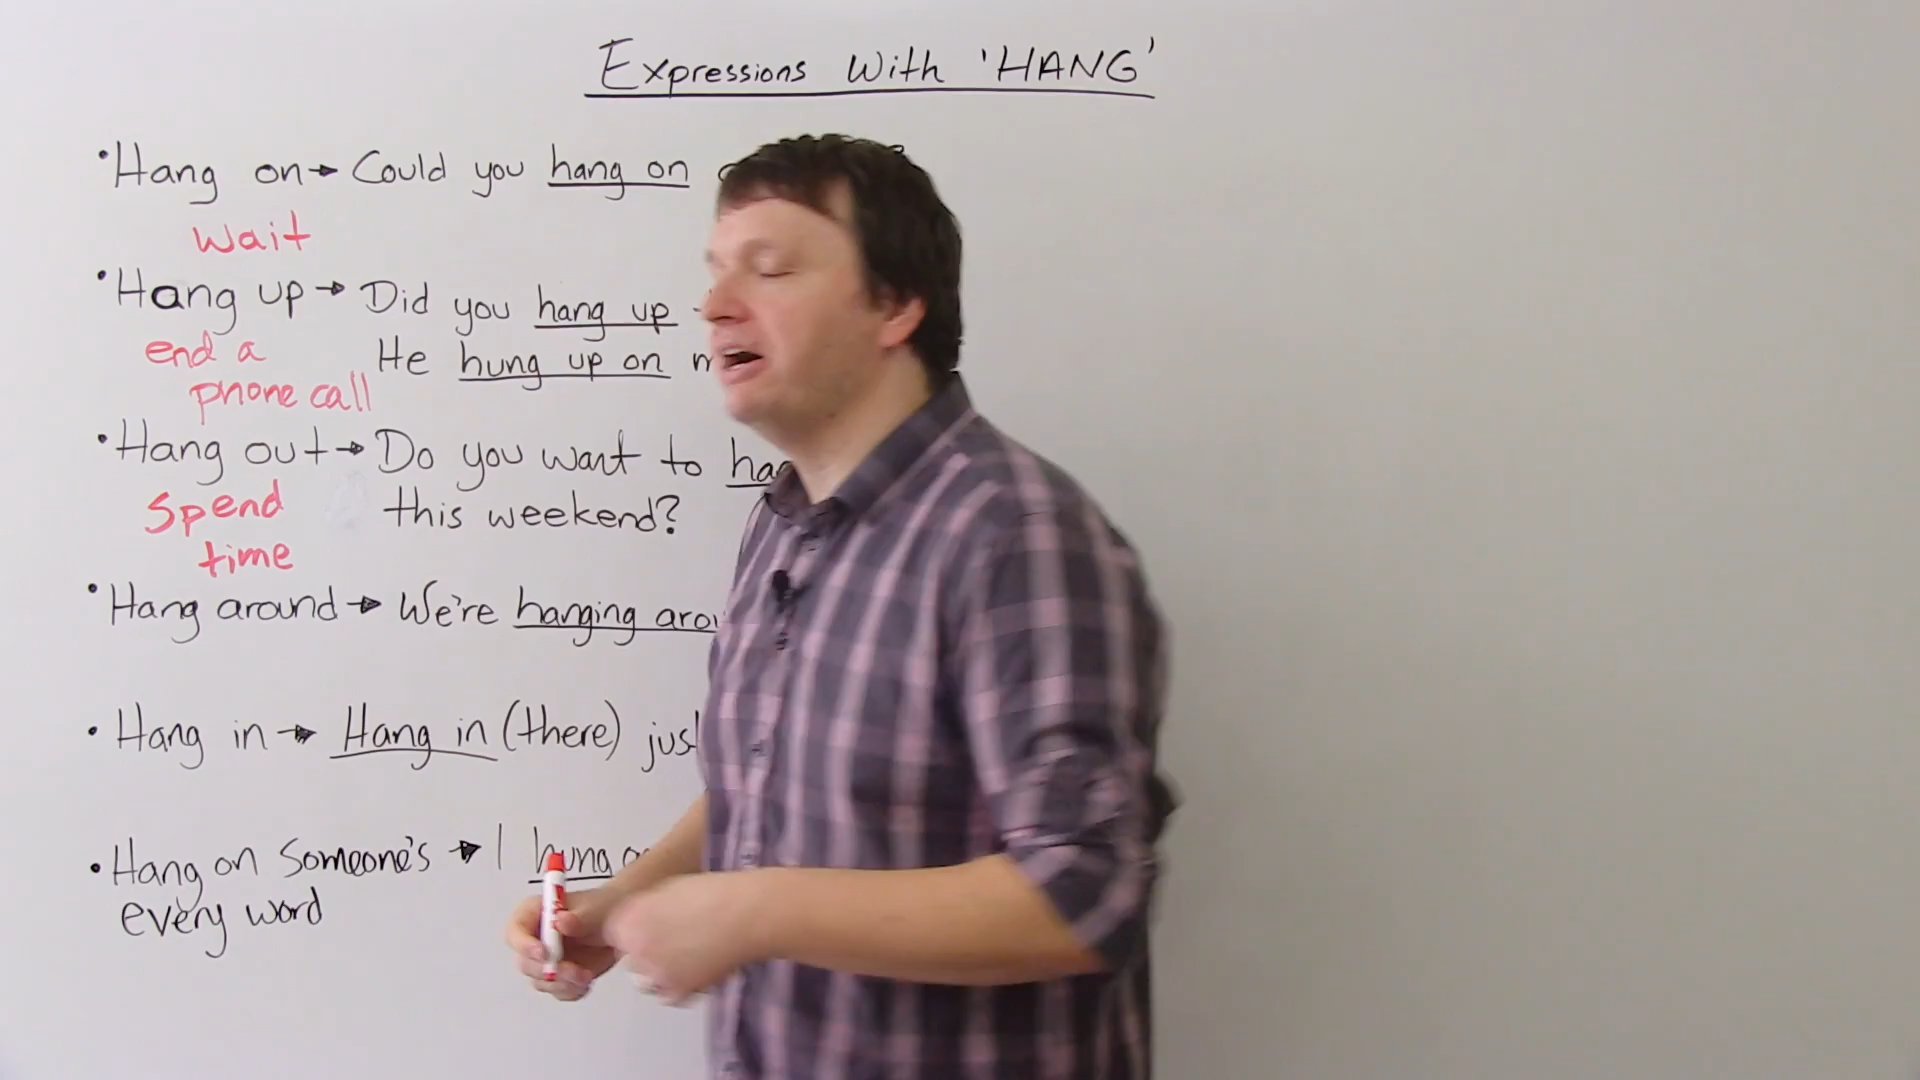 Expressions With 'HANG'
• Hang on → Could you hang on
wait
• Hang up → Did you hang up
end a He hung up on
phone call
• Hang out → Do you want to
Spend this weekend?
time
• Hang around → We're hanging
• Hang in → Hang in (there)
• Hang on Someone's → I hung
every word